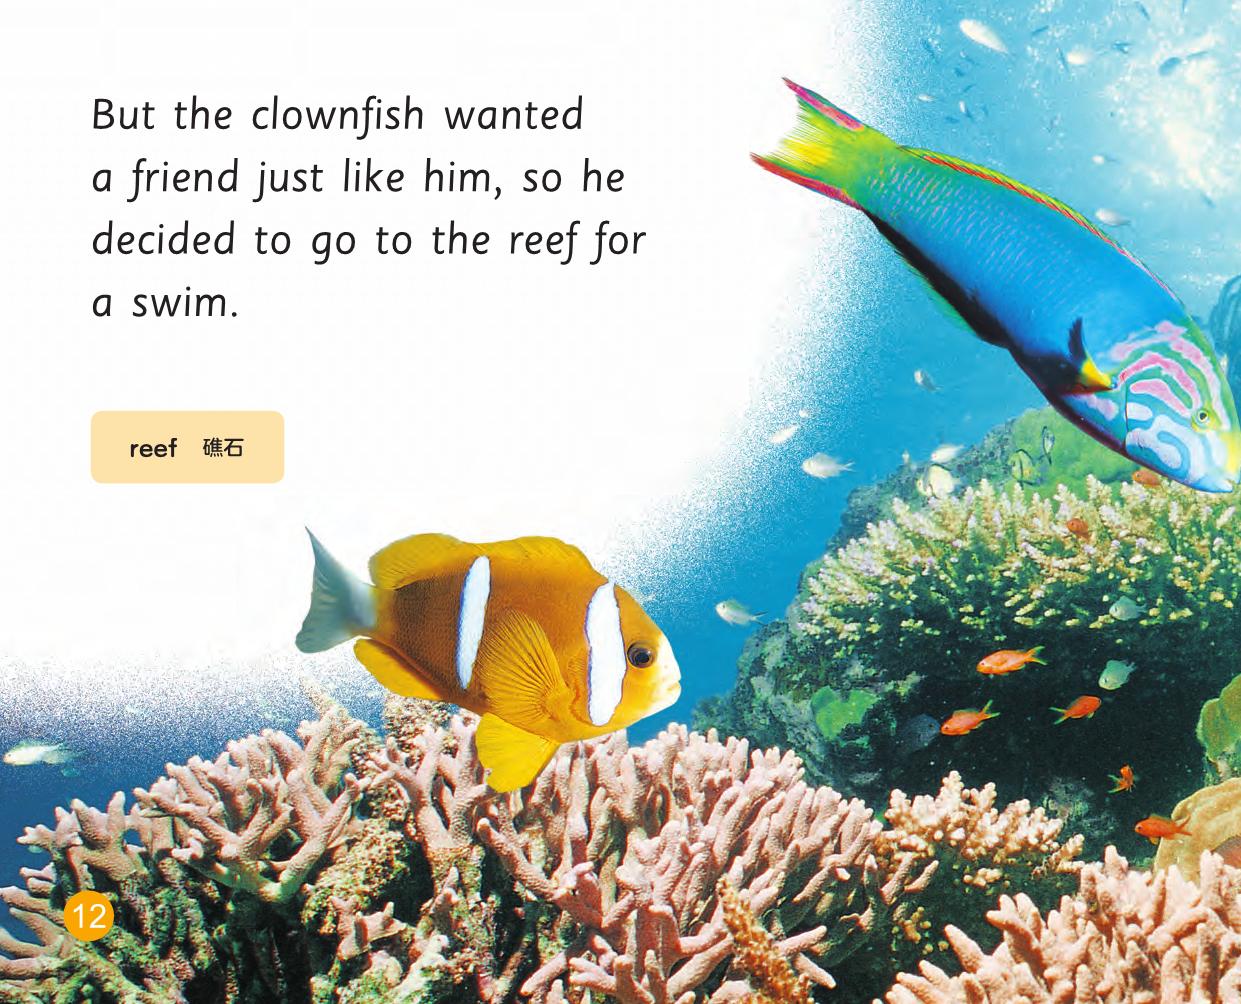 But the clownfish wanted
a friend just like him, so he
decided to go to the reef for
a swim.
reef 礁石
12